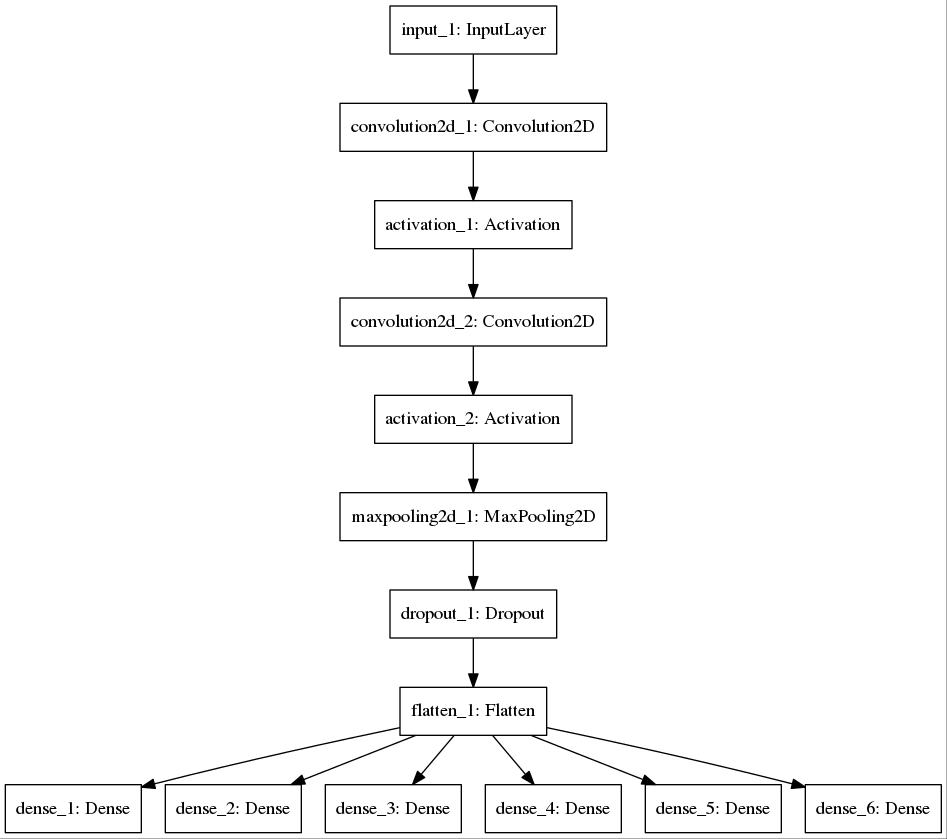 input_1: InputLayer
convolution2d_1: Convolution2D
activation_1: Activation
convolution2d_2: Convolution2D
activation_2: Activation
maxpooling2d_1: MaxPooling2D
dropout_1: Dropout
flatten_1: Flatten
dense_1: Dense
dense_2: Dense
dense_3: Dense
dense_4: Dense
dense_5: Dense
dense_6: Dense